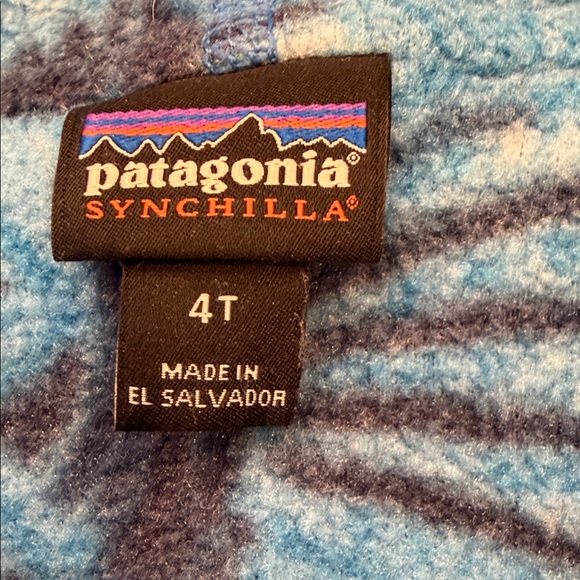 patagonia®
SYNCHILLA®
4T
MADE IN
EL SALVADOR